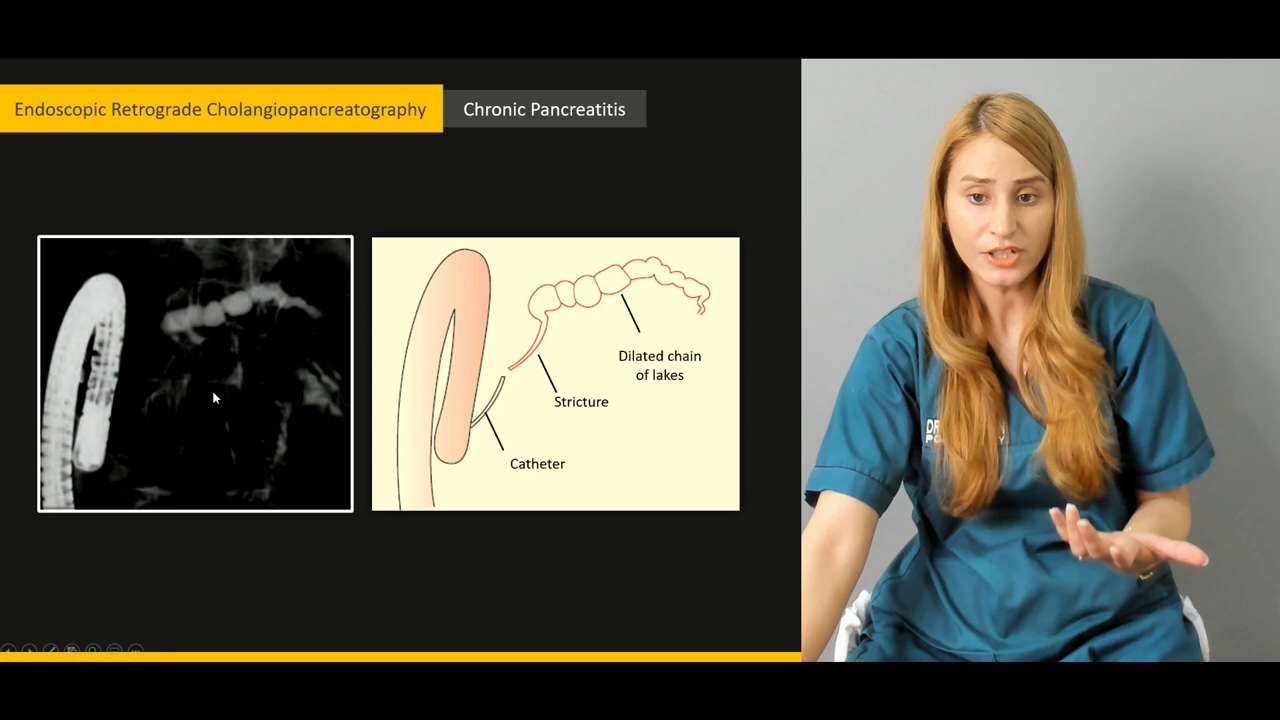 Endoscopic Retrograde Cholangiopancreatography
Chronic Pancreatitis
Dilated chain
of lakes
Stricture
Catheter